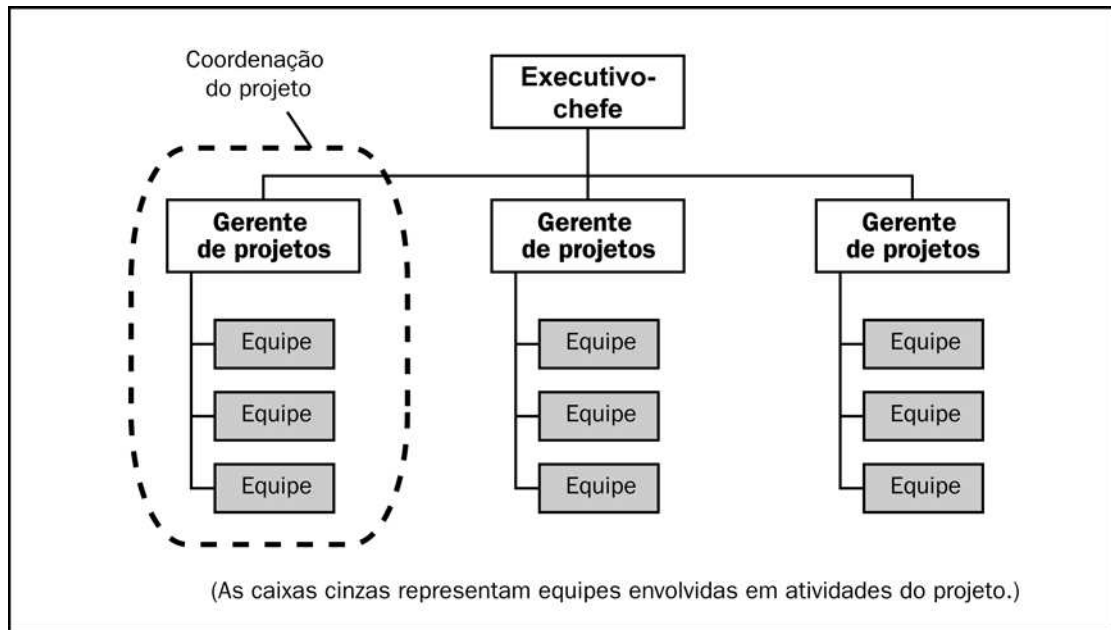 Coordenação
do projeto
Executivo-
chefe
Gerente
de projetos
Gerente
de projetos
Gerente
de projetos
Equipe
Equipe
Equipe
Equipe
Equipe
Equipe
Equipe
Equipe
Equipe
(As caixas cinzas representam equipes envolvidas em atividades do projeto.)